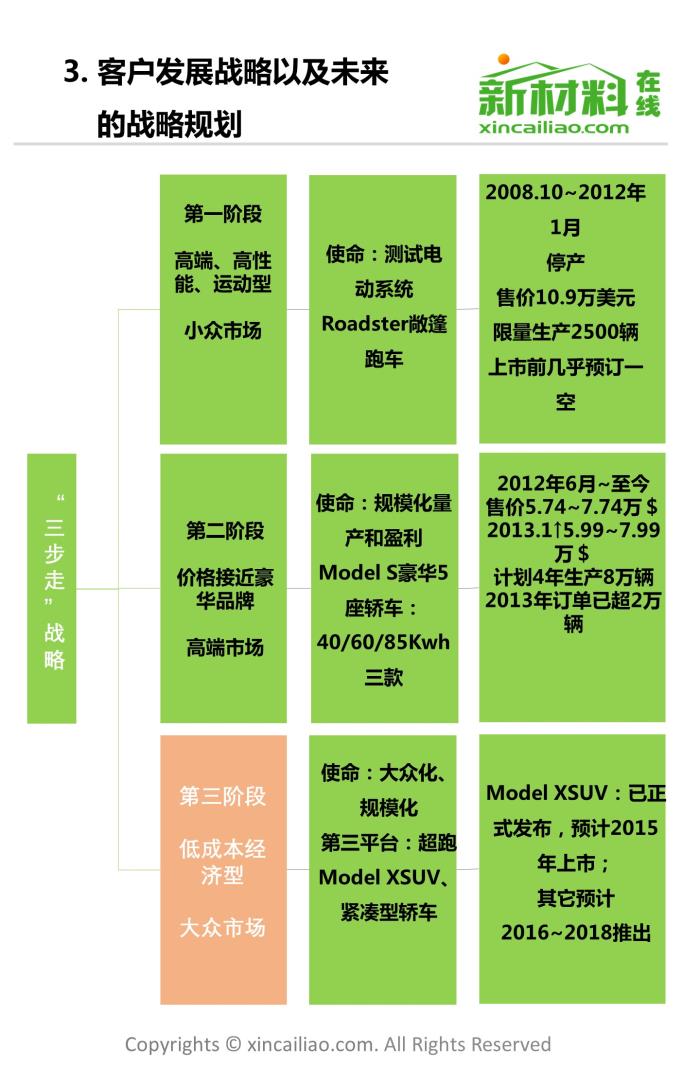 3. 客户发展战略以及未来
的战略规划
新材料在线
xincailiao.com
“三步走”战略
第一阶段
高端、高性
能、运动型
小众市场
使命：测试电
动系统
Roadster敞篷
跑车
2008.10~2012年
1月
停产
售价10.9万美元
限量生产2500辆
上市前几乎预订一
空
第二阶段
价格接近豪
华品牌
高端市场
使命：规模化量
产和盈利
Model S豪华5
座轿车：
40/60/85Kwh
三款
2012年6月~至今
售价5.74~7.74万＄
2013.1↑5.99~7.99
万＄
计划4年生产8万辆
2013年订单已超2万
辆
第三阶段
低成本经
济型
大众市场
使命：大众化、
规模化
第三平台：超跑
Model XSUV、
紧凑型轿车
Model XSUV：已正
式发布，预计2015
年上市；
其它预计
2016~2018推出
Copyrights © xincailiao.com. All Rights Reserved